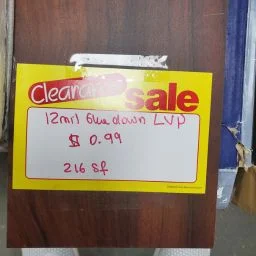 Clearance sale
12mil Glue down LVP
$ 0.99
216 sf